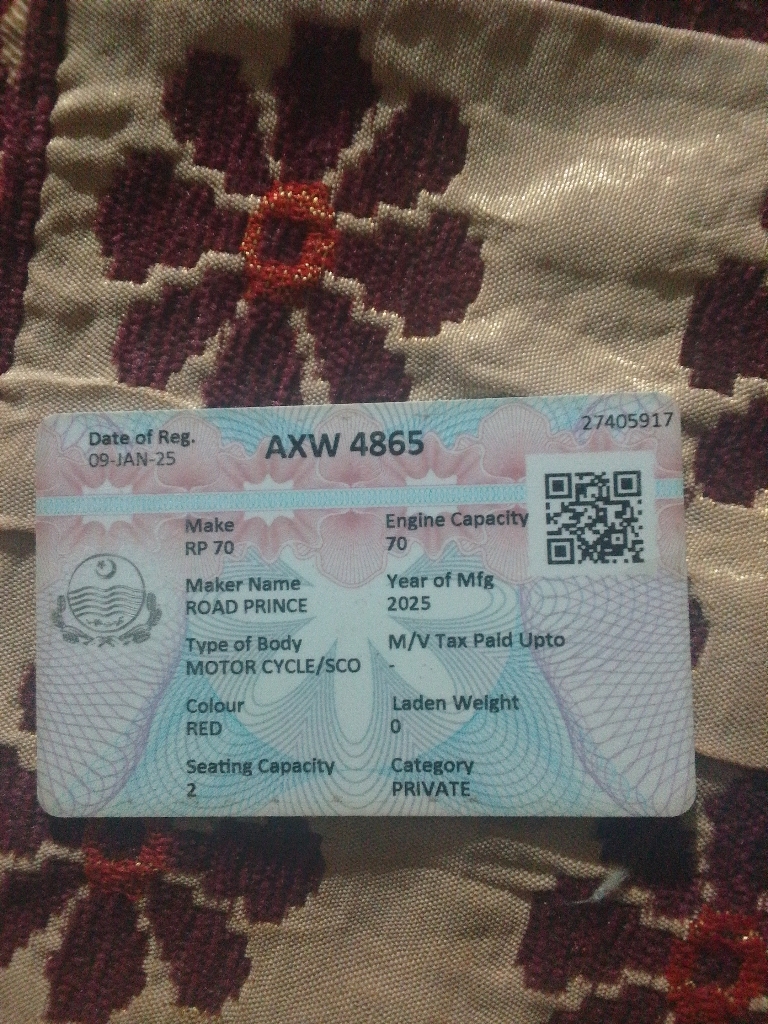 Date of Reg.
09-JAN-25
AXW 4865
27405917
Make
RP 70
Engine Capacity
70
Maker Name
ROAD PRINCE
Year of Mfg
2025
Type of Body
MOTOR CYCLE/SCO
M/V Tax Paid Upto
-
Colour
RED
Laden Weight
0
Seating Capacity
2
Category
PRIVATE